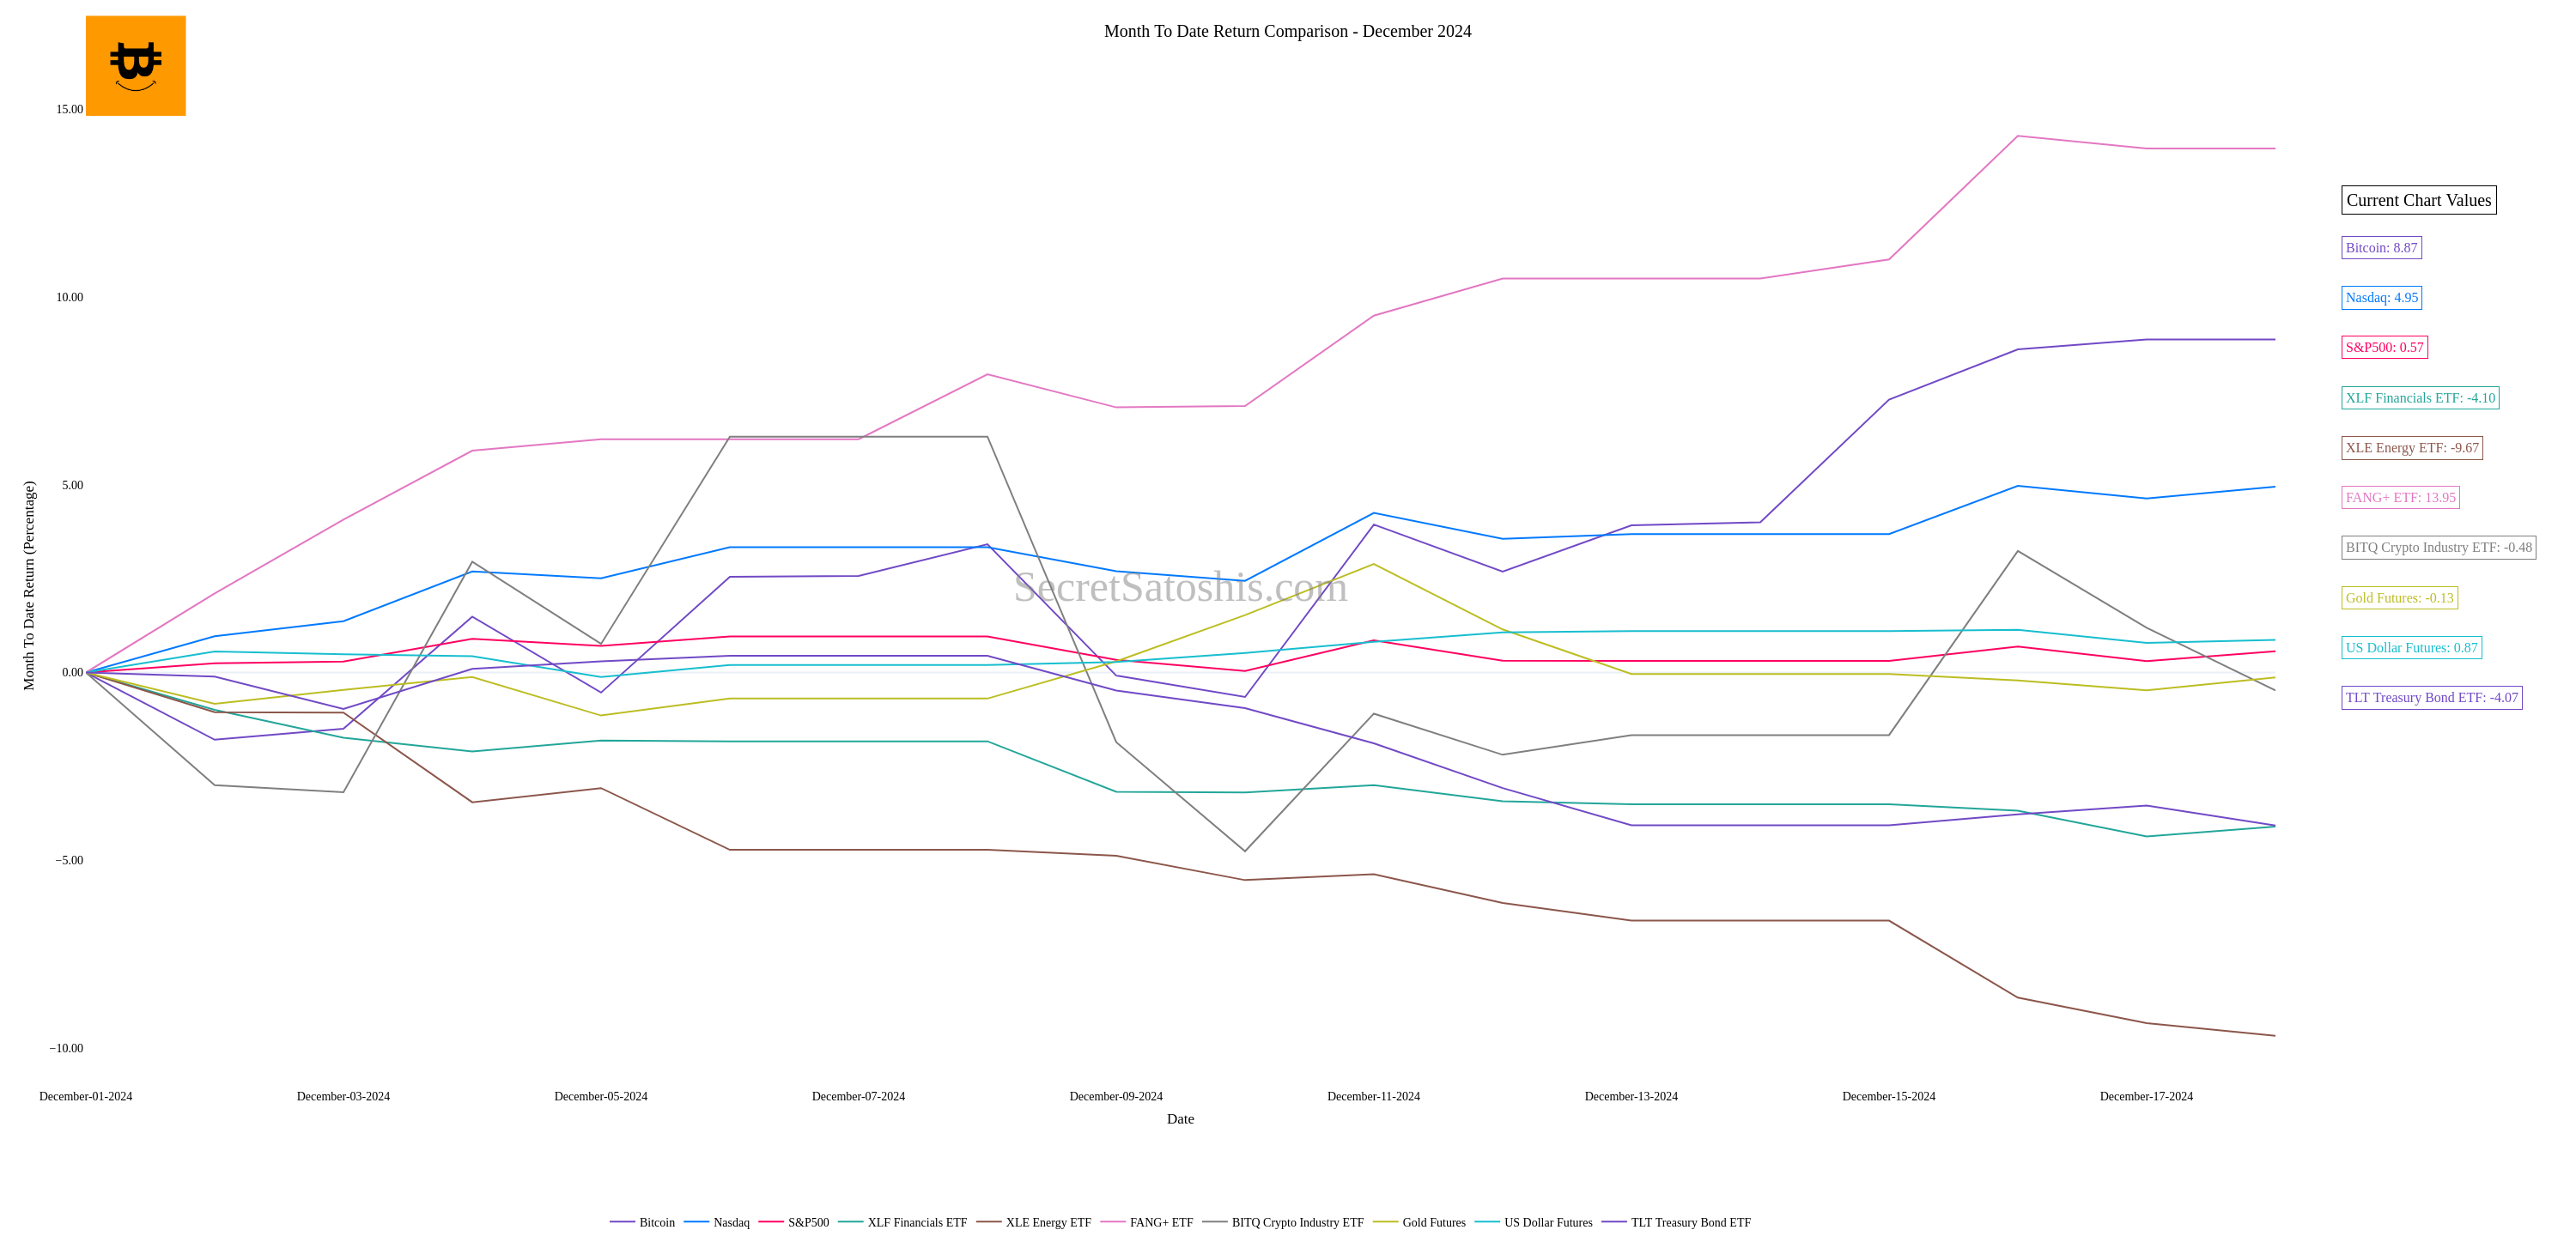 Month To Date Return Comparison - December 2024
15.00
10.00
5.00
0.00
−5.00
−10.00
Month To Date Return (Percentage)
SecretSatoshis.com
Current Chart Values
Bitcoin: 8.87
Nasdaq: 4.95
S&P500: 0.57
XLF Financials ETF: -4.10
XLE Energy ETF: -9.67
FANG+ ETF: 13.95
BITQ Crypto Industry ETF: -0.48
Gold Futures: -0.13
US Dollar Futures: 0.87
TLT Treasury Bond ETF: -4.07
December-01-2024 December-03-2024 December-05-2024 December-07-2024 December-09-2024 December-11-2024 December-13-2024 December-15-2024 December-17-2024
Date
Bitcoin Nasdaq S&P500 XLF Financials ETF XLE Energy ETF FANG+ ETF BITQ Crypto Industry ETF Gold Futures US Dollar Futures TLT Treasury Bond ETF